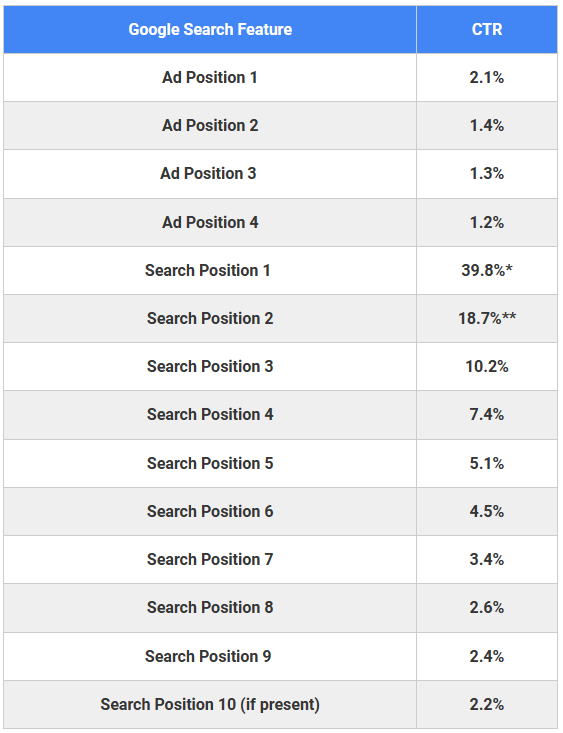 Google Search Feature CTR
Ad Position 1 2.1%
Ad Position 2 1.4%
Ad Position 3 1.3%
Ad Position 4 1.2%
Search Position 1 39.8%*
Search Position 2 18.7%**
Search Position 3 10.2%
Search Position 4 7.4%
Search Position 5 5.1%
Search Position 6 4.5%
Search Position 7 3.4%
Search Position 8 2.6%
Search Position 9 2.4%
Search Position 10 (if present) 2.2%